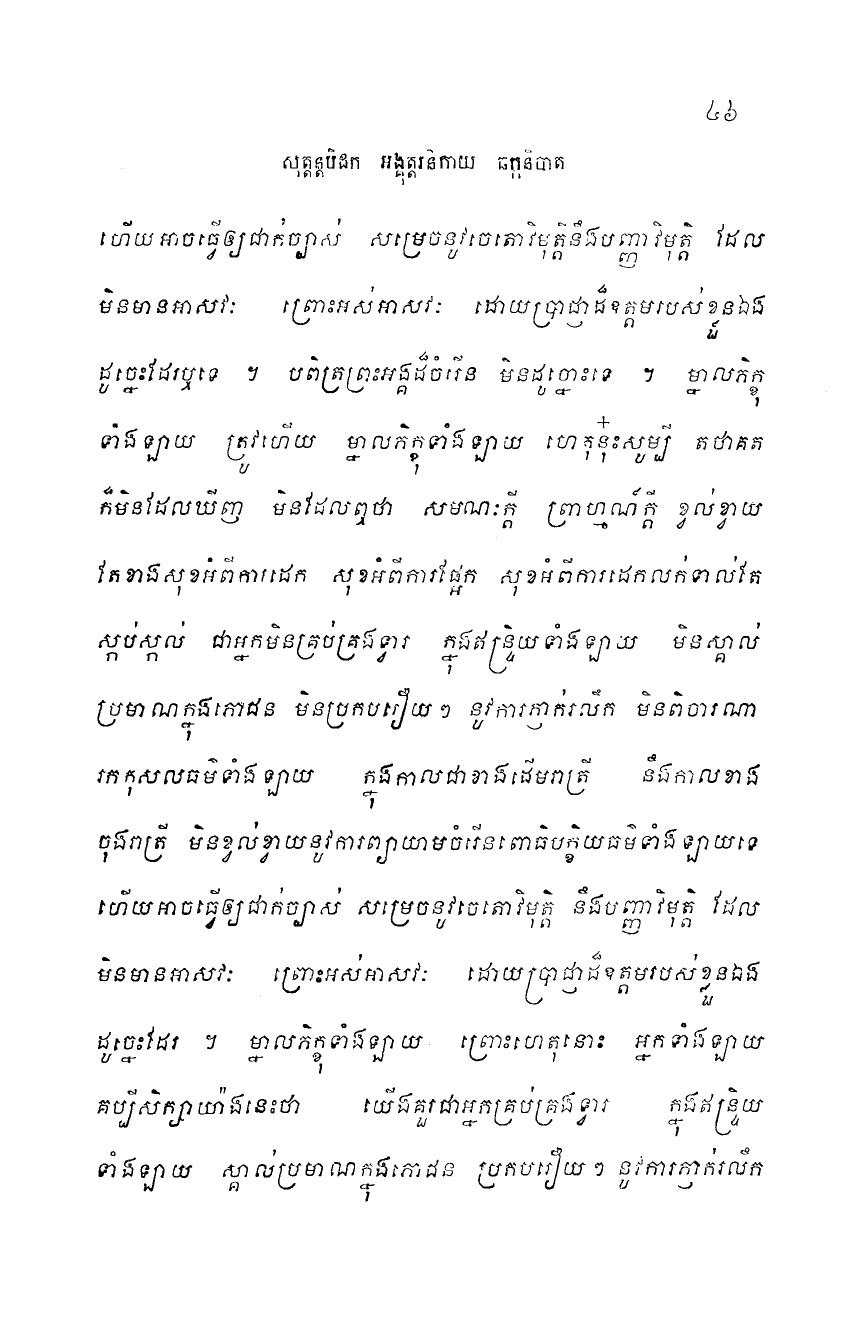 ៤៦
សុត្តន្តបិដក អង្គុត្តរនិកាយ ឆក្កនិបាត
ហើយអាចធ្វើឲ្យជាក់ច្បាស់ សម្រេចនូវចេតោវិមុត្តិនឹងបញ្ញាវិមុត្តិ ដែល
មិនមានអាសវៈ ព្រោះអស់អាសវៈ ដោយប្រាជ្ញាដ៏ឧត្តមរបស់ខ្លួនឯង
ដូច្នេះដែរឬទេ ។ បពិត្រព្រះអង្គដ៏ចំរើន មិនដូច្នោះទេ ។ ម្នាលភិក្ខុ
ទាំងឡាយ ត្រូវហើយ ម្នាលភិក្ខុទាំងឡាយ ហេតុនុ៎ះសូម្បី តថាគត
ក៏មិនដែលឃើញ មិនដែលឮថា សមណៈក្តី ព្រាហ្មណ៍ក្តី ខ្វល់ខ្វាយ
តែខាងសុខអំពីការដេក សុខអំពីការផ្អែក សុខអំពីការដេកលក់ទាល់តែ
ស្កប់ស្កល់ ជាអ្នកមិនគ្រប់គ្រងទ្វារ ក្នុងឥន្ទ្រិយទាំងឡាយ មិនស្គាល់
ប្រមាណក្នុងភោជន មិនប្រកបរឿយៗ នូវការភ្ញាក់រលឹក មិនពិចារណា
រកកុសលធម៌ទាំងឡាយ ក្នុងកាលជាខាងដើមរាត្រី នឹងកាលខាង
ចុងរាត្រី មិនខ្វល់ខ្វាយនូវការព្យាយាមចំរើនពោធិបក្ខិយធម៌ទាំងឡាយទេ
ហើយអាចធ្វើឲ្យជាក់ច្បាស់ សម្រេចនូវចេតោវិមុត្តិ នឹងបញ្ញាវិមុត្តិ ដែល
មិនមានអាសវៈ ព្រោះអស់អាសវៈ ដោយប្រាជ្ញាដ៏ឧត្តមរបស់ខ្លួនឯង
ដូច្នេះដែរ ។ ម្នាលភិក្ខុទាំងឡាយ ព្រោះហេតុនោះ អ្នកទាំងឡាយ
គប្បីសិក្សាយ៉ាងនេះថា យើងគួរជាអ្នកគ្រប់គ្រងទ្វារ ក្នុងឥន្ទ្រិយ
ទាំងឡាយ ស្គាល់ប្រមាណក្នុងភោជន ប្រកបរឿយៗ នូវការភ្ញាក់រលឹក